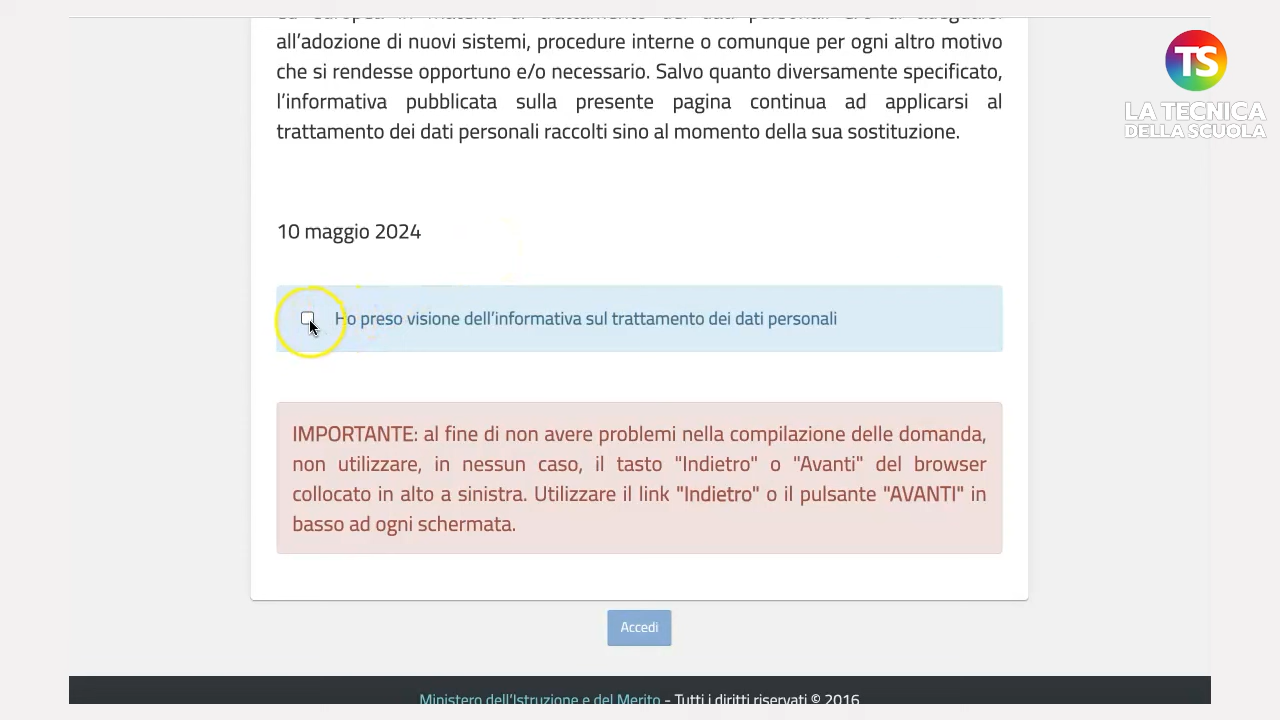 all'adozione di nuovi sistemi, procedure interne o comunque per ogni altro motivo
che si rendesse opportuno e/o necessario. Salvo quanto diversamente specificato,
l'informativa pubblicata sulla presente pagina continua ad applicarsi al
trattamento dei dati personali raccolti sino al momento della sua sostituzione.
TS
LA TECNICA
DELLA SCUOLA
10 maggio 2024
Ho preso visione dell'informativa sul trattamento dei dati personali
IMPORTANTE: al fine di non avere problemi nella compilazione delle domanda,
non utilizzare, in nessun caso, il tasto "Indietro" o "Avanti" del browser
collocato in alto a sinistra. Utilizzare il link "Indietro" o il pulsante "AVANTI" in
basso ad ogni schermata.
Accedi
Ministero dell'Istruzione e del Merito - Tutti i diritti riservati © 2016